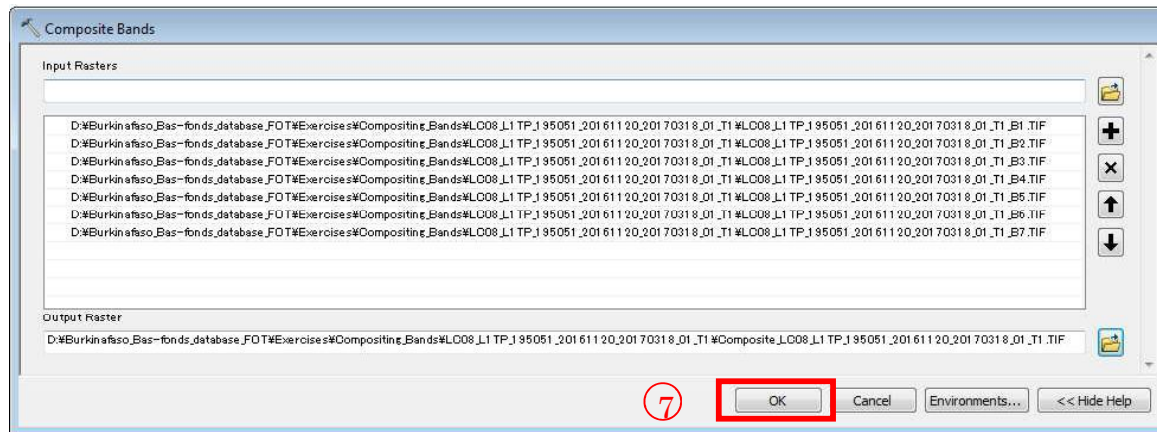 Composite Bands
Input Rasters
D:¥Burkinafaso_Bas-fonds_database_FOT¥Exercises¥Compositing_Bands¥LC08_L1TP_195051_20161120_20170318_01_T1¥LC08_L1TP_195051_20161120_20170318_01_T1_B1.TIF
D:¥Burkinafaso_Bas-fonds_database_FOT¥Exercises¥Compositing_Bands¥LC08_L1TP_195051_20161120_20170318_01_T1¥LC08_L1TP_195051_20161120_20170318_01_T1_B2.TIF
D:¥Burkinafaso_Bas-fonds_database_FOT¥Exercises¥Compositing_Bands¥LC08_L1TP_195051_20161120_20170318_01_T1¥LC08_L1TP_195051_20161120_20170318_01_T1_B3.TIF
D:¥Burkinafaso_Bas-fonds_database_FOT¥Exercises¥Compositing_Bands¥LC08_L1TP_195051_20161120_20170318_01_T1¥LC08_L1TP_195051_20161120_20170318_01_T1_B4.TIF
D:¥Burkinafaso_Bas-fonds_database_FOT¥Exercises¥Compositing_Bands¥LC08_L1TP_195051_20161120_20170318_01_T1¥LC08_L1TP_195051_20161120_20170318_01_T1_B5.TIF
D:¥Burkinafaso_Bas-fonds_database_FOT¥Exercises¥Compositing_Bands¥LC08_L1TP_195051_20161120_20170318_01_T1¥LC08_L1TP_195051_20161120_20170318_01_T1_B6.TIF
D:¥Burkinafaso_Bas-fonds_database_FOT¥Exercises¥Compositing_Bands¥LC08_L1TP_195051_20161120_20170318_01_T1¥LC08_L1TP_195051_20161120_20170318_01_T1_B7.TIF
Output Raster
D:¥Burkinafaso_Bas-fonds_database_FOT¥Exercises¥Compositing_Bands¥LC08_L1TP_195051_20161120_20170318_01_T1¥Composite_LC08_L1TP_195051_20161120_20170318_01_T1.TIF
7 OK Cancel Environments... << Hide Help